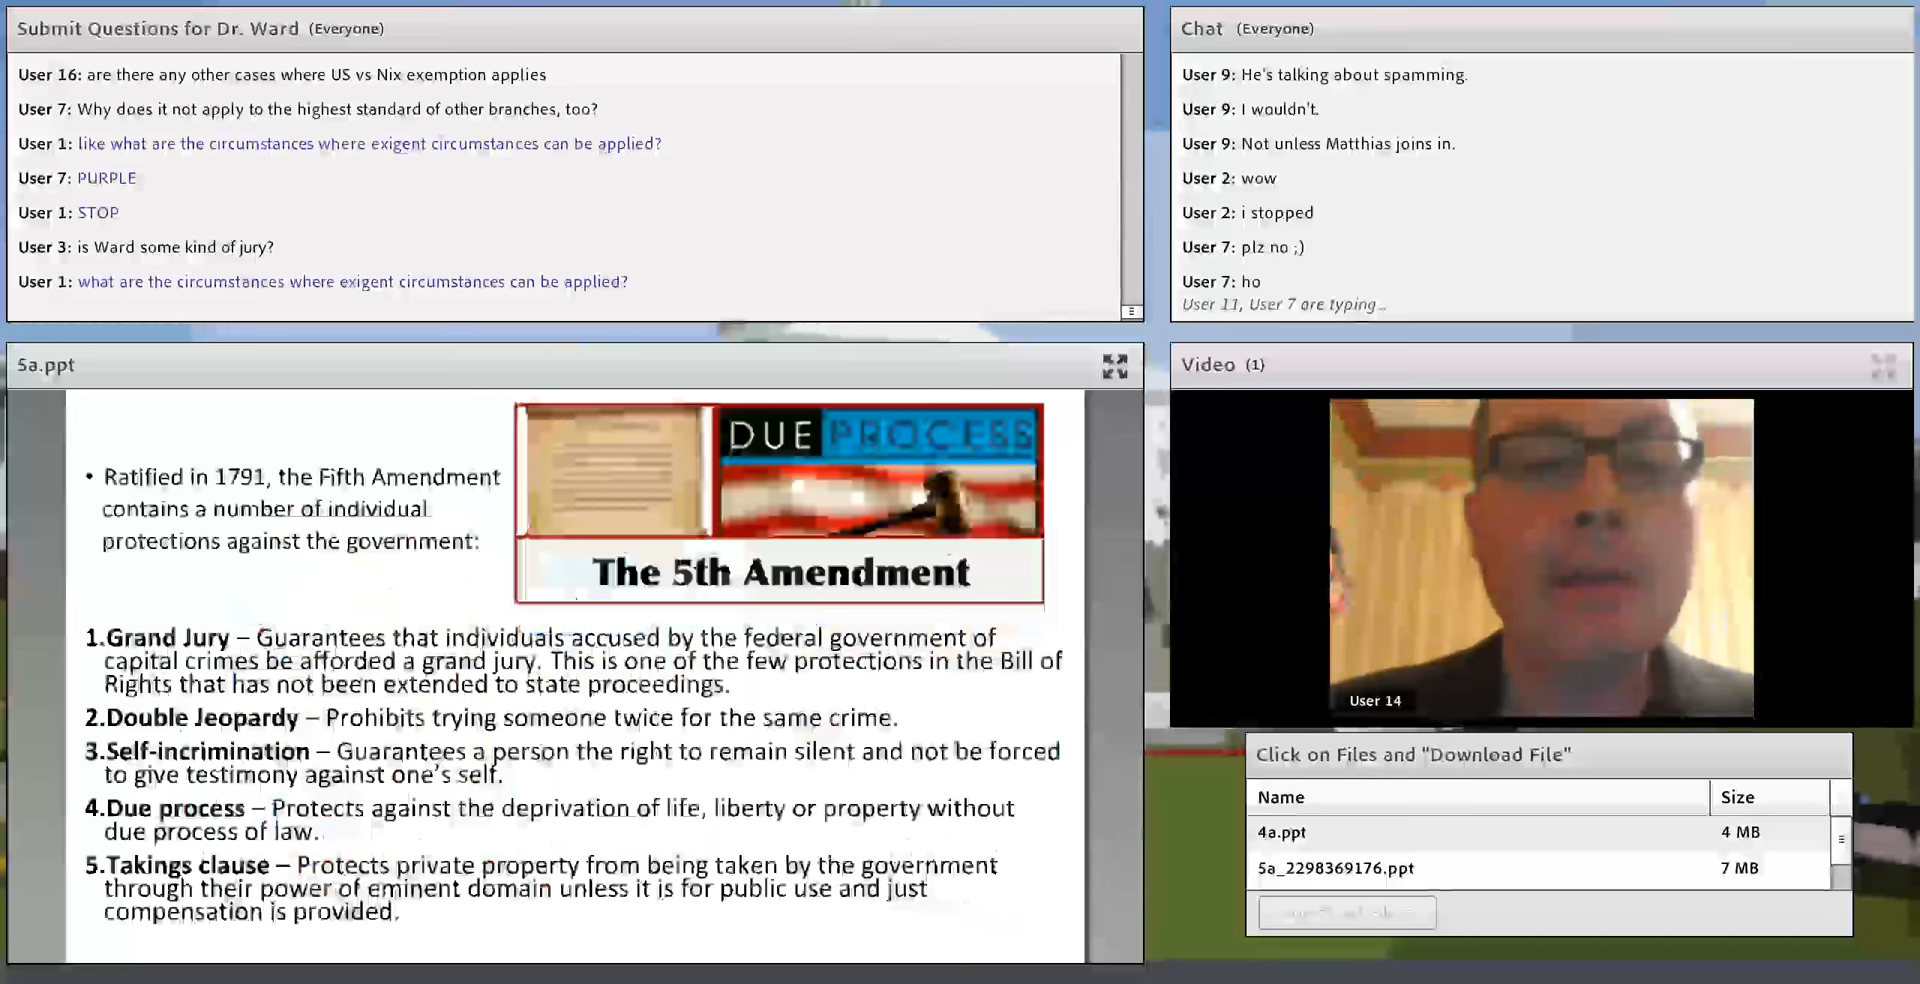 Submit Questions for Dr. Ward (Everyone)
User 16: are there any other cases where US vs Nix exemption applies
User 7: Why does it not apply to the highest standard of other branches, too?
User 1: like what are the circumstances where exigent circumstances can be applied?
User 7: PURPLE
User 1: STOP
User 3: is Ward some kind of jury?
User 1: what are the circumstances where exigent circumstances can be applied?
Chat (Everyone)
User 9: He's talking about spamming.
User 9: I wouldn't.
User 9: Not unless Matthias joins in.
User 2: wow
User 2: i stopped
User 7: plz no ;)
User 7: ho
User 11, User 7 are typing..
5a.ppt
• Ratified in 1791, the Fifth Amendment
contains a number of individual
protections against the government:
DUE PROCESS
The 5th Amendment
1.Grand Jury – Guarantees that individuals accused by the federal government of
capital crimes be afforded a grand jury. This is one of the few protections in the Bill of
Rights that has not been extended to state proceedings.
2.Double Jeopardy – Prohibits trying someone twice for the same crime.
3.Self-incrimination – Guarantees a person the right to remain silent and not be forced
to give testimony against one's self.
4.Due process – Protects against the deprivation of life, liberty or property without
due process of law.
5.Takings clause – Protects private property from being taken by the government
through their power of eminent domain unless it is for public use and just
compensation is provided.
Video (1)
User 14
Click on Files and "Download File"
Name Size
4a.ppt 4 MB
5a_2298369176.ppt 7 MB